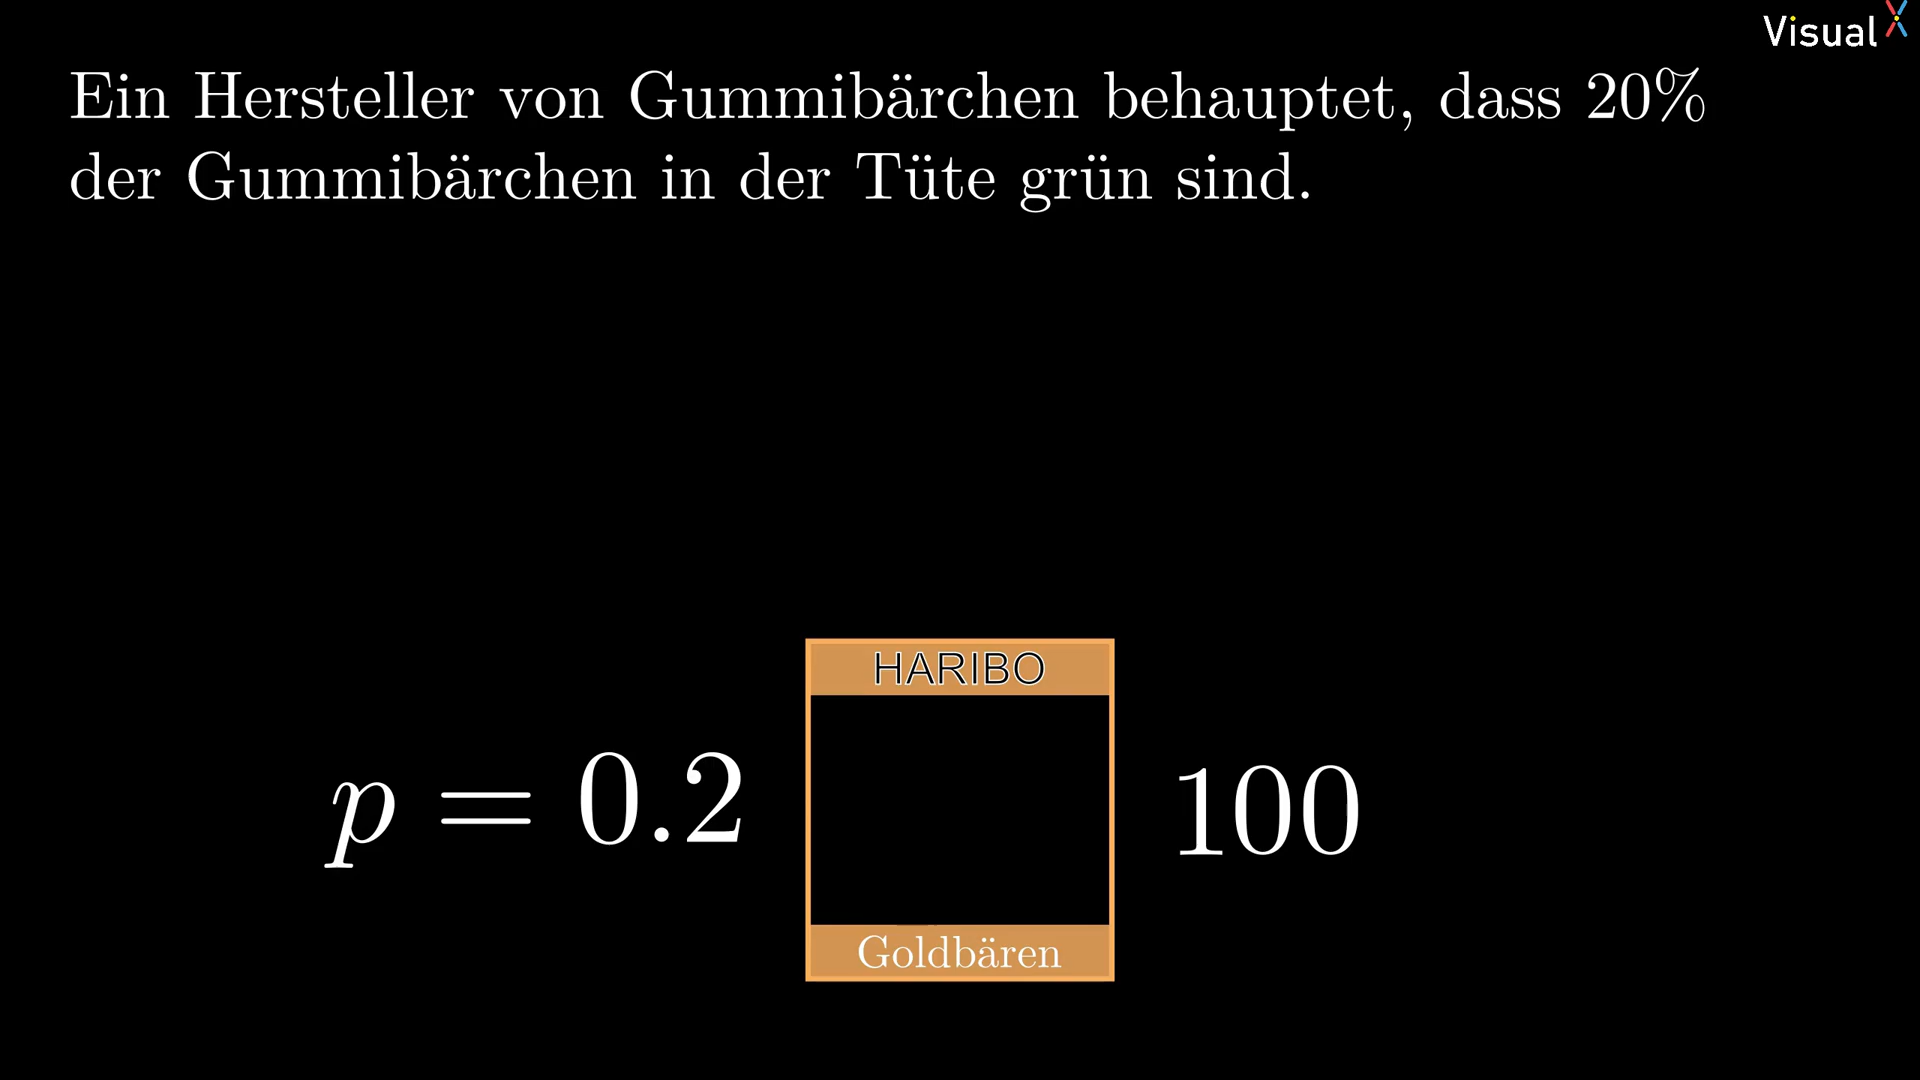 Visual X
Ein Hersteller von Gummibärchen behauptet, dass 20%
der Gummibärchen in der Tüte grün sind.
HARIBO
p = 0.2
100
Goldbären